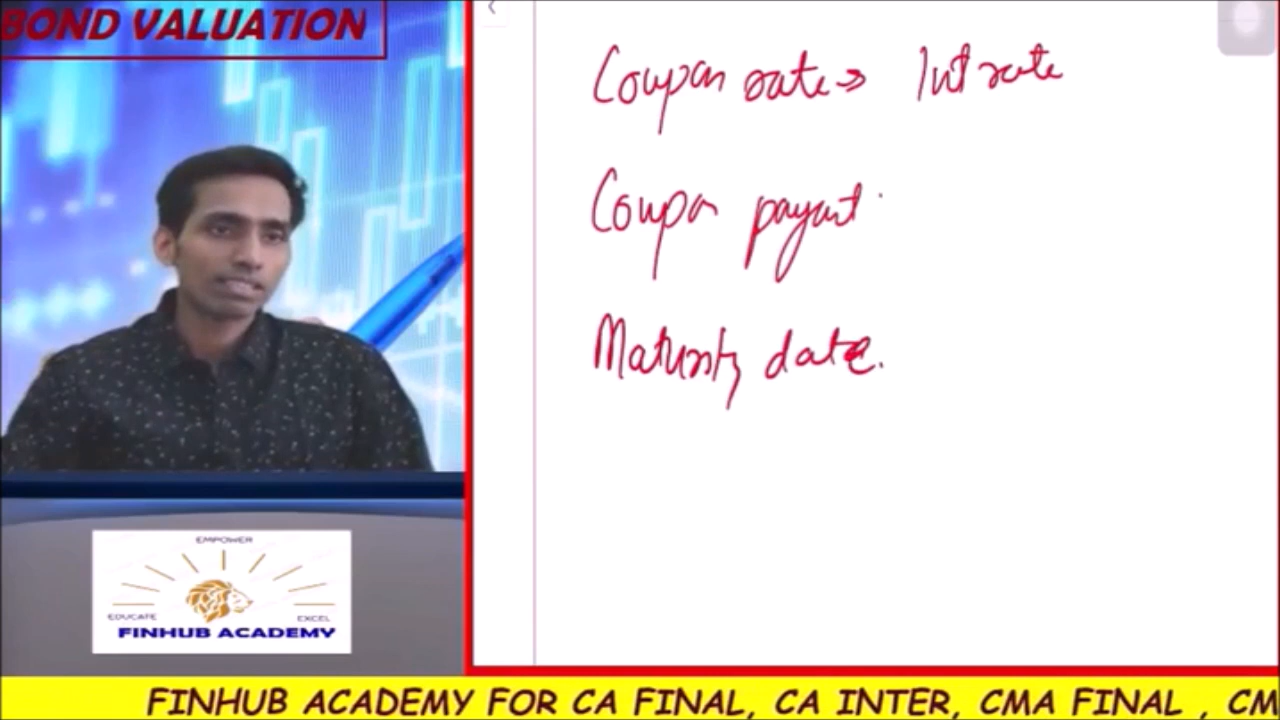 BOND VALUATION
Coupon rate → Int rate
Coupon payout
Maturity date.
EMPOWER
EDUCATE
EXCEL
FINHUB ACADEMY
FINHUB ACADEMY FOR CA FINAL, CA INTER, CMA FINAL , CM